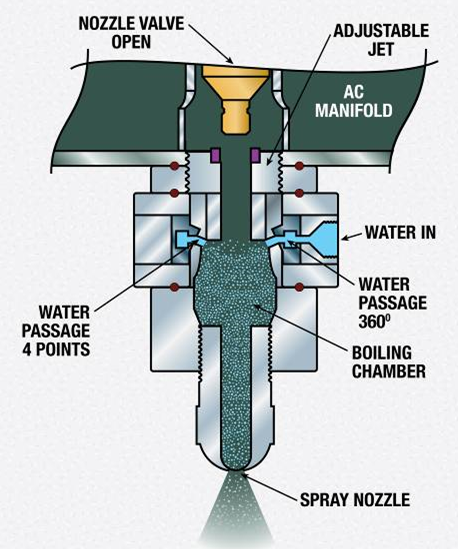 NOZZLE VALVE
OPEN
ADJUSTABLE
JET
AC
MANIFOLD
WATER IN
WATER
PASSAGE
360⁰
WATER
PASSAGE
4 POINTS
BOILING
CHAMBER
SPRAY NOZZLE